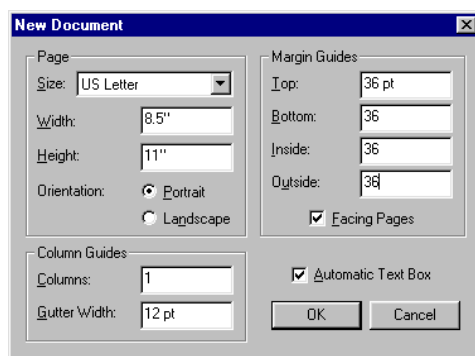 New Document
Page
Size: US Letter
Width: 8.5"
Height: 11"
Orientation: Portrait
Landscape
Column Guides
Columns: 1
Gutter Width: 12 pt
Margin Guides
Top: 36 pt
Bottom: 36
Inside: 36
Outside: 36
Facing Pages
Automatic Text Box
OK Cancel